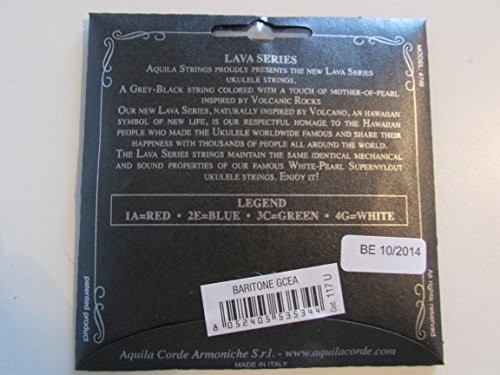 LAVA SERIES
AQUILA STRINGS PROUDLY PRESENTS THE NEW LAVA SERIES
UKULELE STRINGS.
A GREY-BLACK STRING COLORED WITH A TOUCH OF MOTHER-OF-PEARL
INSPIRED BY VOLCANIC ROCKS
OUR NEW LAVA SERIES, NATURALLY INSPIRED BY VOLCANO, AN HAWAIIAN
SYMBOL OF NEW LIFE, IS OUR RESPECTFUL HOMAGE TO THE HAWAIIAN
PEOPLE WHO MADE THE UKULELE WORLDWIDE FAMOUS AND SHARE THEIR
HAPPINESS WITH THOUSANDS OF PEOPLE ALL AROUND THE WORLD.
THE LAVA SERIES STRINGS MAINTAIN THE SAME IDENTICAL MECHANICAL
AND SOUND PROPERTIES OF OUR FAMOUS WHITE-PEARL SUPERNYLGUT
UKULELE STRINGS. ENJOY IT!
LEGEND
1A=RED • 2E=BLUE • 3C=GREEN • 4G=WHITE
BE 10/2014
BARITONE GCEA
Cod. 117 U
8 052405 535344
patented product
All rights reserved
Aquila Corde Armoniche S.r.l. - www.aquilacorde.com
MADE IN ITALY